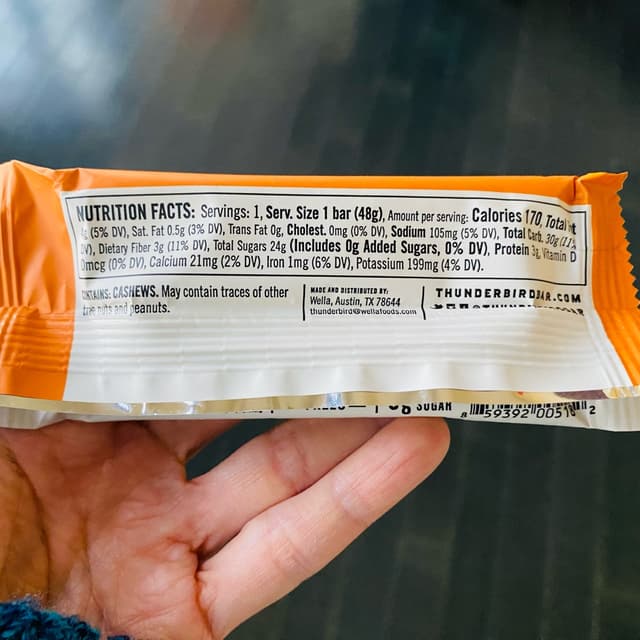 NUTRITION FACTS: Servings: 1, Serv. Size 1 bar (48g), Amount per serving: Calories 170, Total
(5% DV), Sat. Fat 0.5g (3% DV), Trans Fat 0g, Cholest. 0mg (0% DV), Sodium 105mg (5% DV), Total Carb. 30g (11%
DV), Dietary Fiber 3g (11% DV), Total Sugars 24g (Includes 0g Added Sugars, 0% DV), Protein 3g, Vitamin D
0mcg (0% DV), Calcium 21mg (2% DV), Iron 1mg (6% DV), Potassium 199mg (4% DV).
CONTAINS: CASHEWS. May contain traces of other
tree nuts and peanuts.
MADE AND DISTRIBUTED BY:
Wella, Austin, TX 78644
thunderbird@wellafoods.com
THUNDERBIRDBAR.COM
SUGAR